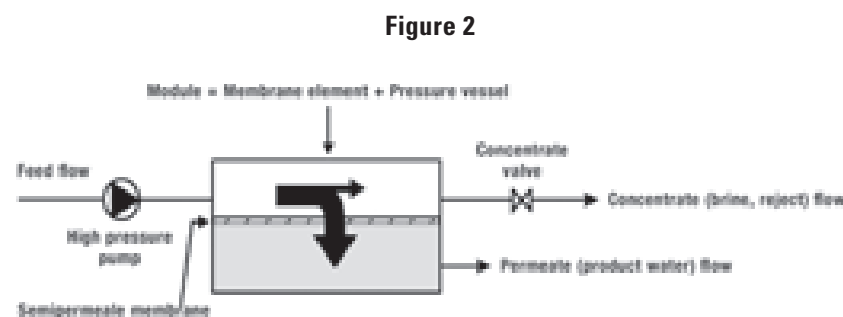 Figure 2
Module = Membrane element + Pressure vessel
Feed flow
High pressure
pump
Semipermeale membrane
Concentrate
valve
Concentrate (brine, reject) flow
Permeate (product water) flow